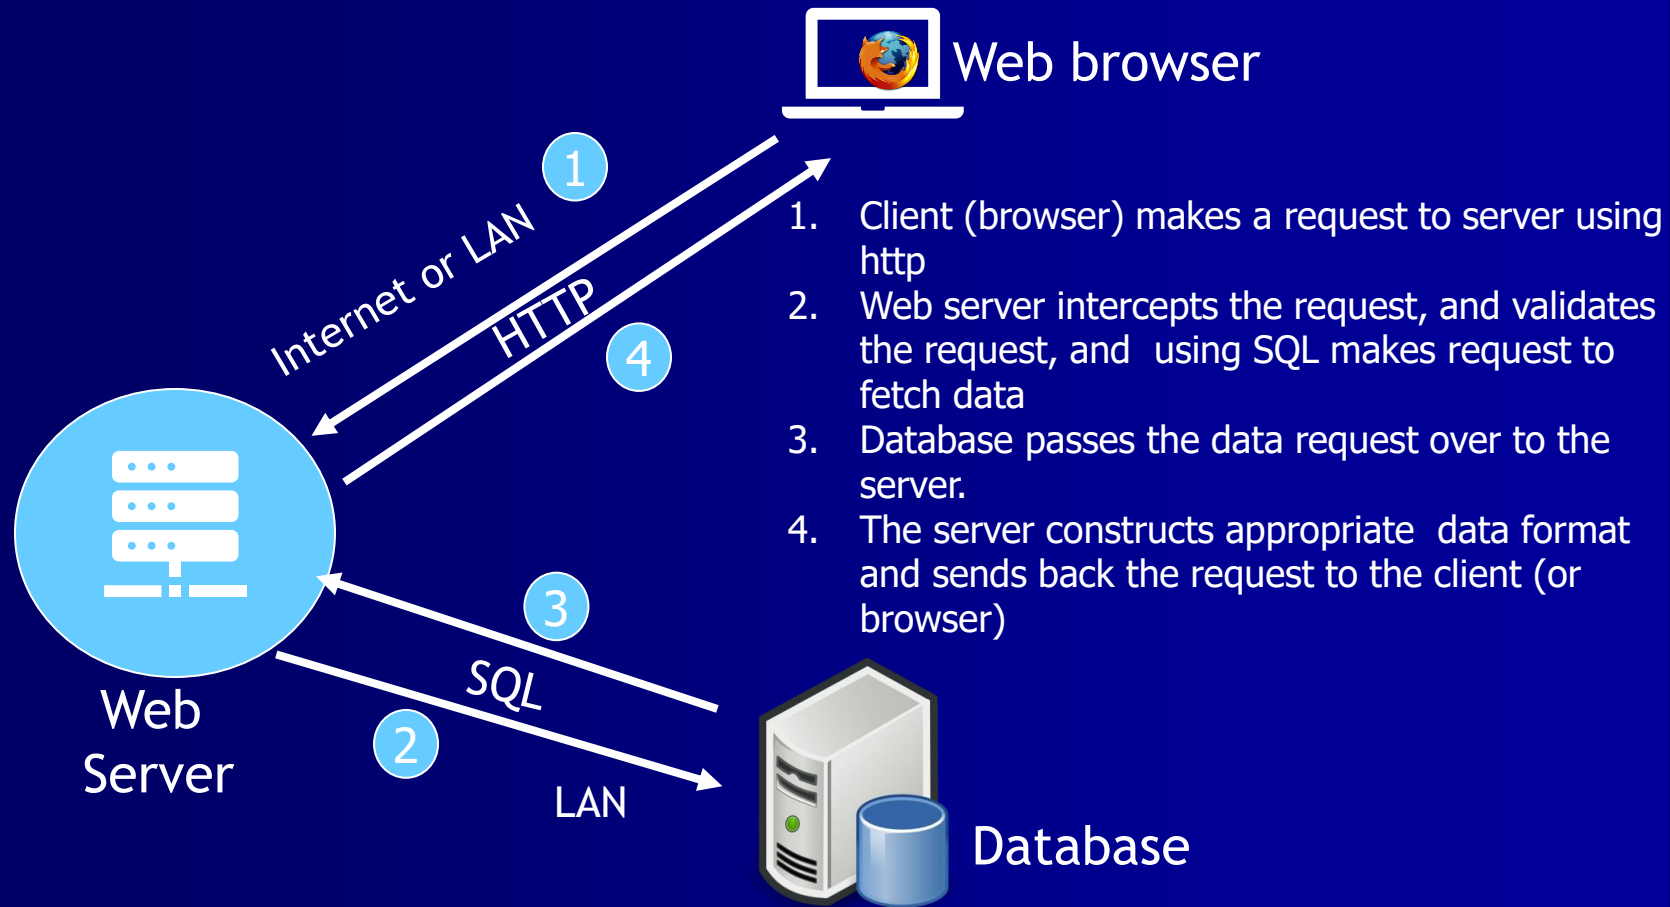 Web browser
1
Internet or LAN
HTTP
4
1. Client (browser) makes a request to server using
http
2. Web server intercepts the request, and validates
the request, and  using SQL makes request to
fetch data
3. Database passes the data request over to the
server.
4. The server constructs appropriate  data format
and sends back the request to the client (or
browser)
3
SQL
2
LAN
Web
Server
Database